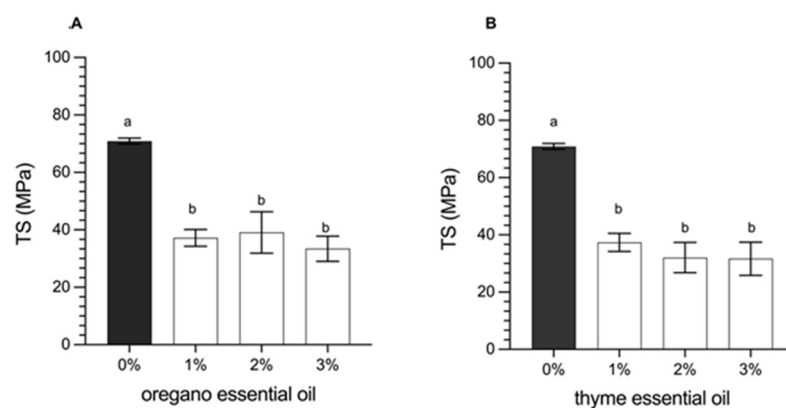 .A
100
80
60
40
20
0
TS (MPa)
a
b
b
b
0% 1% 2% 3%
oregano essential oil
B
100
80
60
40
20
0
TS (MPa)
a
b
b
b
0% 1% 2% 3%
thyme essential oil